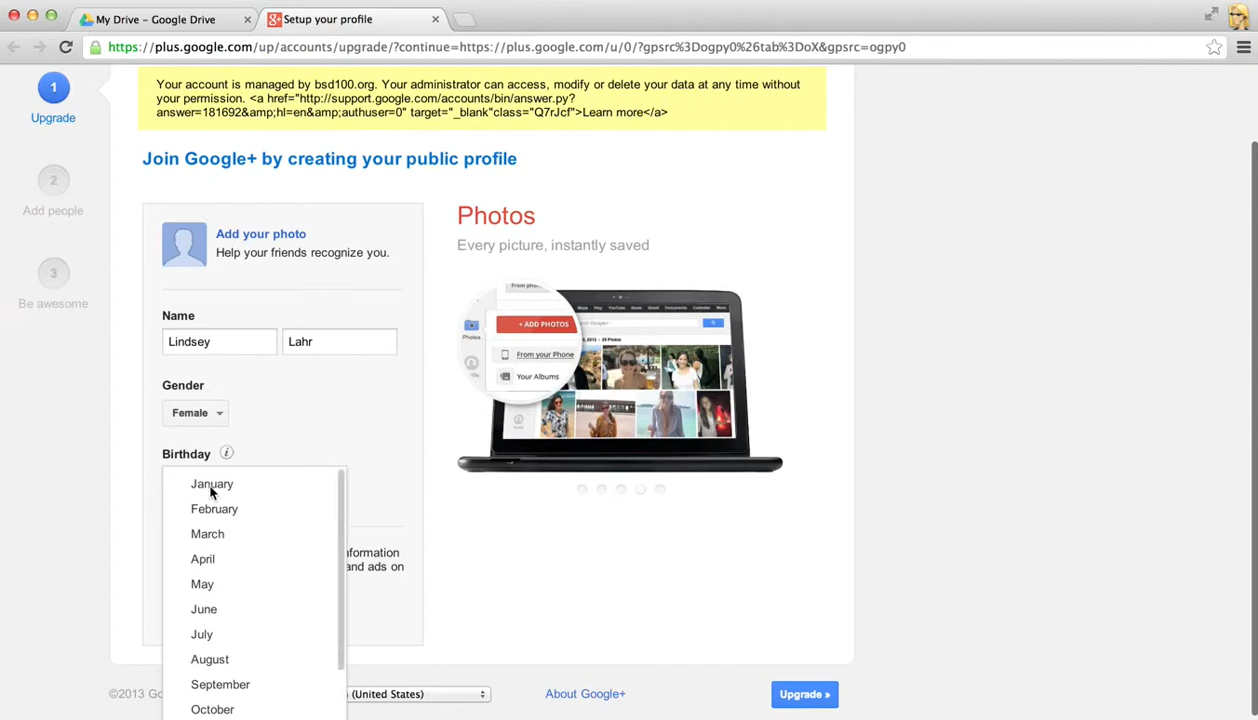 My Drive – Google Drive
Setup your profile
https://plus.google.com/up/accounts/upgrade/?continue=https://plus.google.com/u/0/?gpsrc%3Dogpy0%26tab%3DoX&gpsrc=ogpy0
1
Upgrade
2
Add people
3
Be awesome
Your account is managed by bsd100.org. Your administrator can access, modify or delete your data at any time without
your permission. <a href="http://support.google.com/accounts/bin/answer.py?
answer=181692&amp;hl=en&amp;authuser=0" target="_blank"class="Q7rJcf">Learn more</a>
Join Google+ by creating your public profile
Add your photo
Help your friends recognize you.
Name
Lindsey
Lahr
Gender
Female
Birthday
January
February
March
April
May
June
July
August
September
October
nformation
and ads on
Photos
Every picture, instantly saved
From pho
+ ADD PHOTOS
Photos
From your Phone
Your Albums
©2013 Go
(United States)
About Google+
Upgrade »